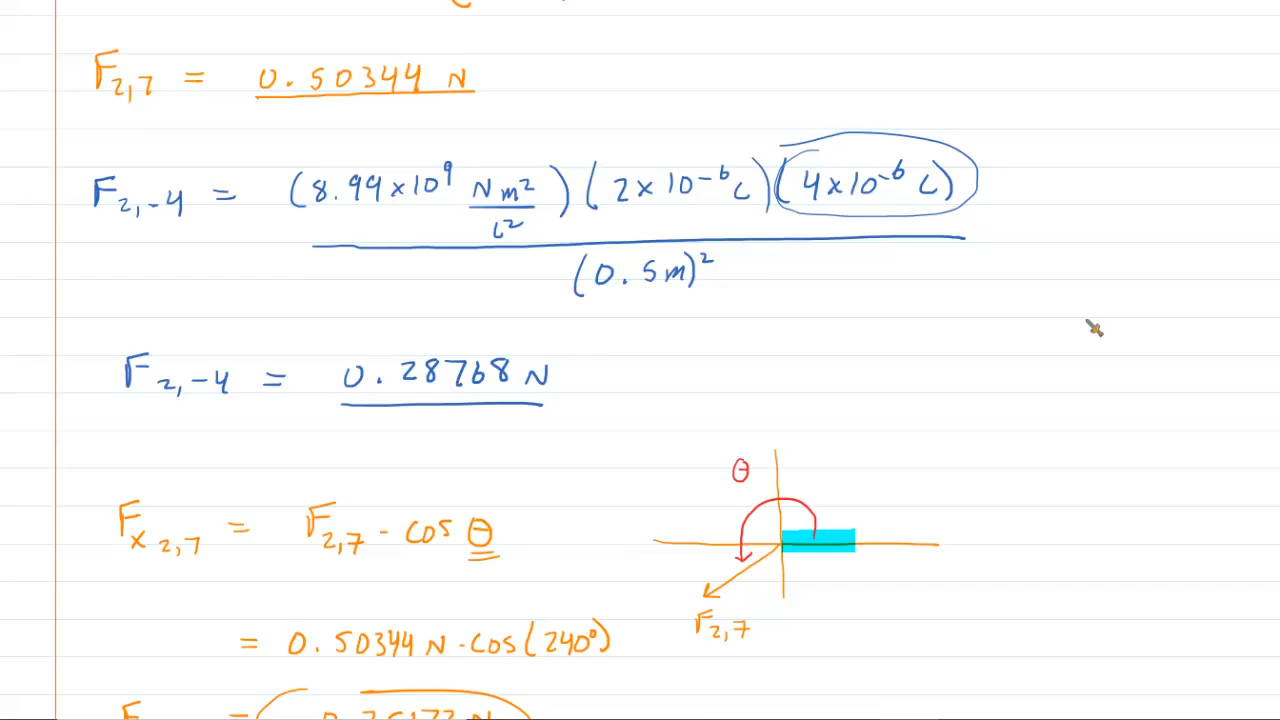 F2,7 = 0.50344 N
F2,-4 = (8.99×10⁹ Nm²/C²)(2×10⁻⁶ C)(4×10⁻⁶ C)
(0.5m)²
F2,-4 = 0.28768 N
θ
Fx 2,7 = F2,7 · cos θ
F2,7
= 0.50344 N · cos(240°)